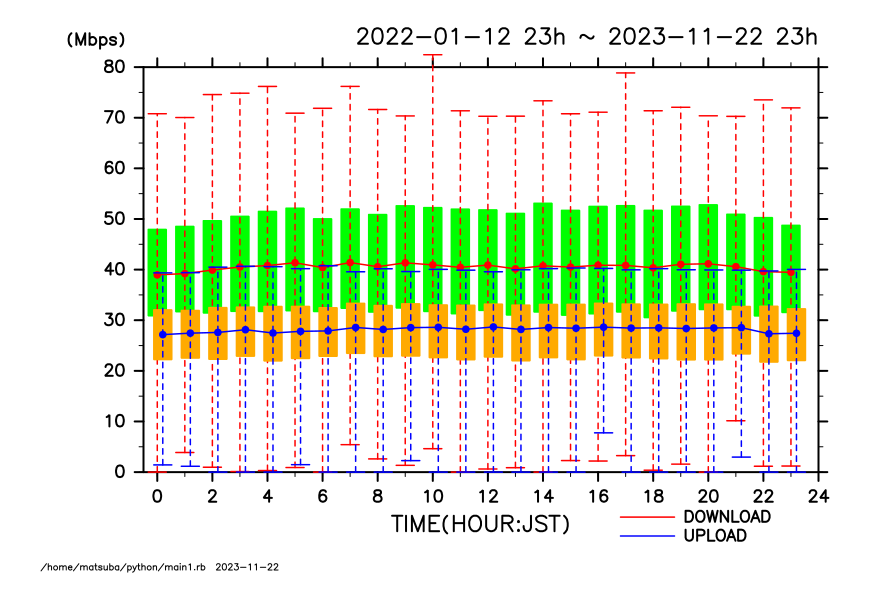 (Mbps)
2022-01-12 23h ~ 2023-11-22 23h
80
70
60
50
40
30
20
10
0
0 2 4 6 8 10 12 14 16 18 20 22 24
TIME(HOUR:JST)
DOWNLOAD
UPLOAD
/home/matsuba/python/main1.rb 2023-11-22